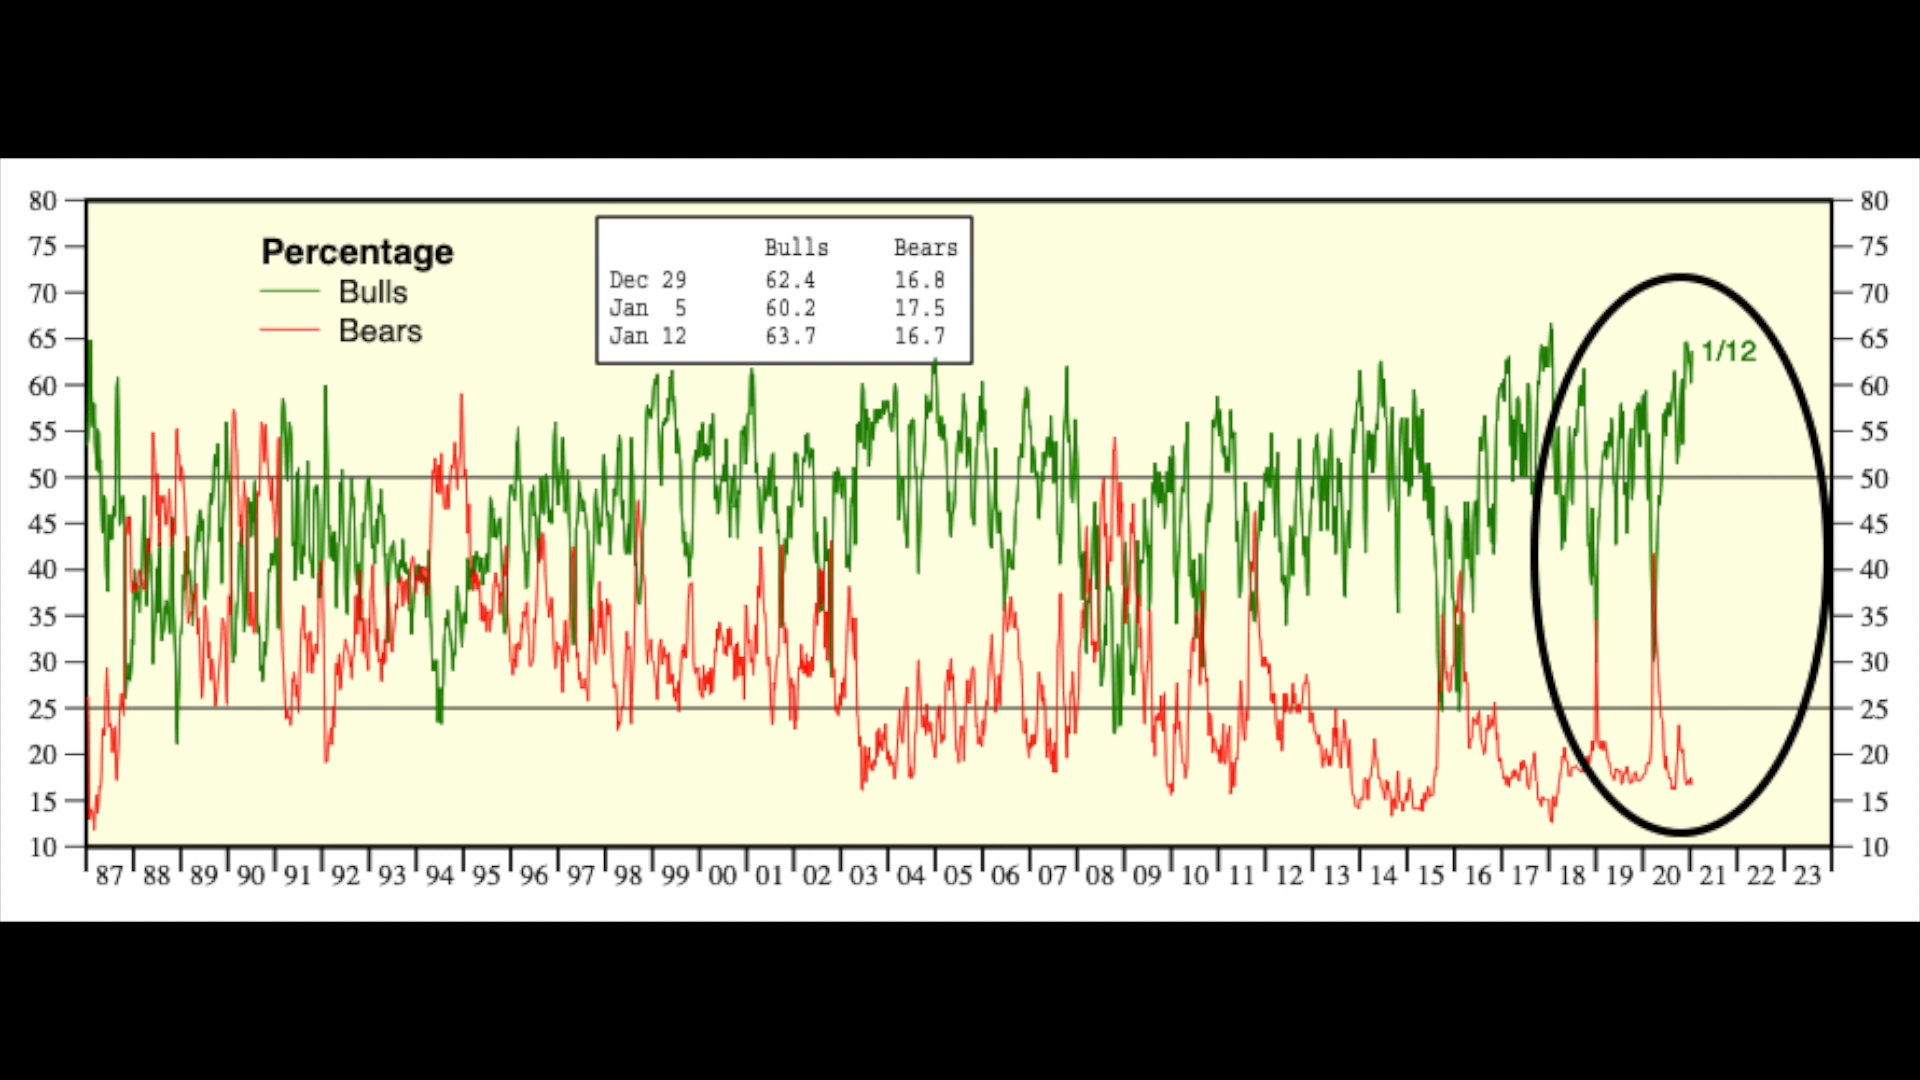 80 80
75 75
70 70
65 65
60 60
55 55
50 50
45 45
40 40
35 35
30 30
25 25
20 20
15 15
10 10
Percentage
Bulls
Bears
Bulls Bears
Dec 29 62.4 16.8
Jan 5 60.2 17.5
Jan 12 63.7 16.7
1/12
87 88 89 90 91 92 93 94 95 96 97 98 99 00 01 02 03 04 05 06 07 08 09 10 11 12 13 14 15 16 17 18 19 20 21 22 23